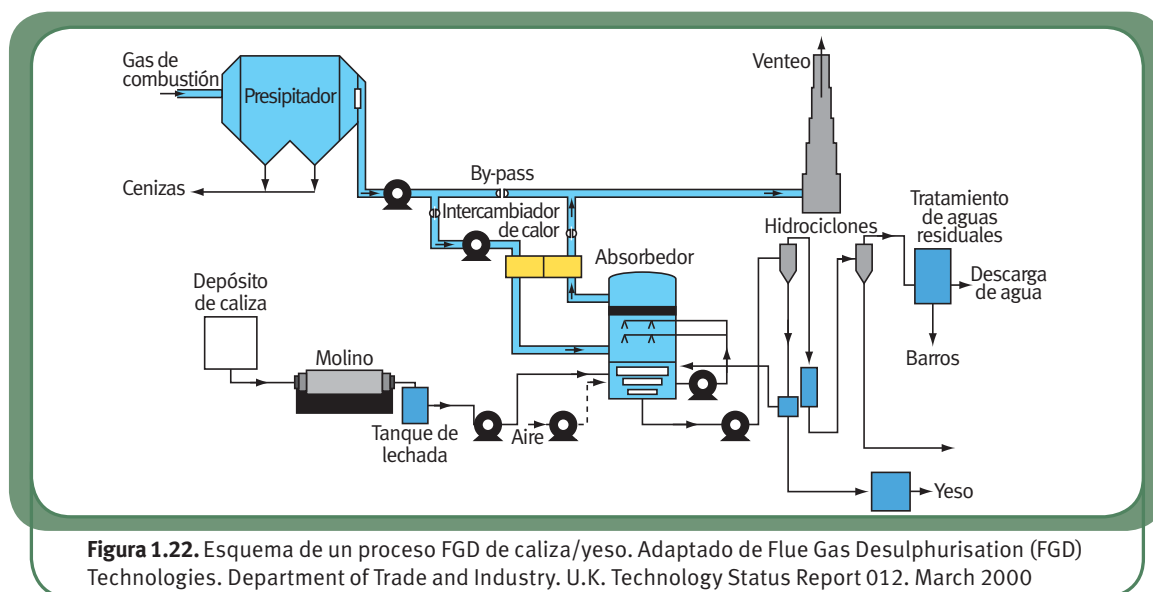 Gas de
combustión
Presipitador
Cenizas
Venteo
By-pass
Intercambiador
de calor
Absorbedor
Hidrociclones
Tratamiento
de aguas
residuales
Descarga
de agua
Barros
Depósito
de caliza
Molino
Tanque de
lechada
Aire
Yeso
Figura 1.22. Esquema de un proceso FGD de caliza/yeso. Adaptado de Flue Gas Desulphurisation (FGD)
Technologies. Department of Trade and Industry. U.K. Technology Status Report 012. March 2000